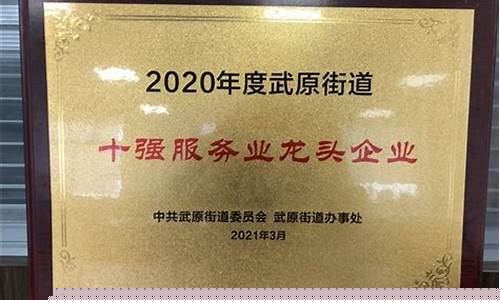 2020年度武原街道
十强服务业龙头企业
中共武原街道委员会 武原街道办事处
2021年3月